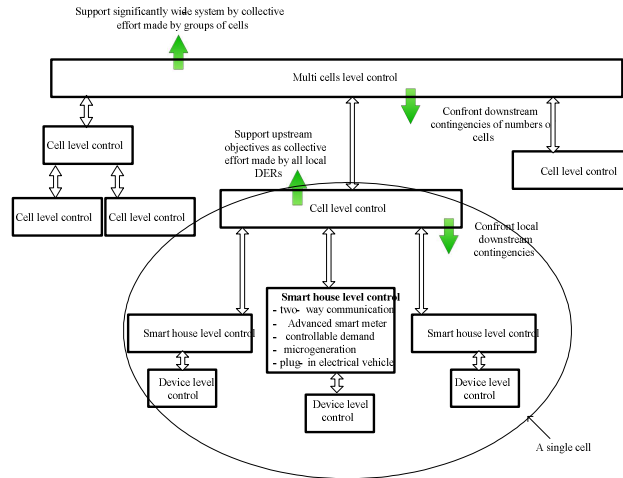 Support significantly wide system by collective
effort made by groups of cells
Multi cells level control
Confront downstream
contingencies of numbers o
cells
Support upstream
objectives as collective
effort made by all local
DERs
Cell level control
Cell level control
Cell level control
Cell level control
Cell level control
Confront local
downstream
contingencies
Smart house level control
- two- way communication
- Advanced smart meter
- controllable demand
- microgeneration
- plug- in electrical vehicle
Smart house level control
Smart house level control
Device level
control
Device level
control
Device level
control
A single cell